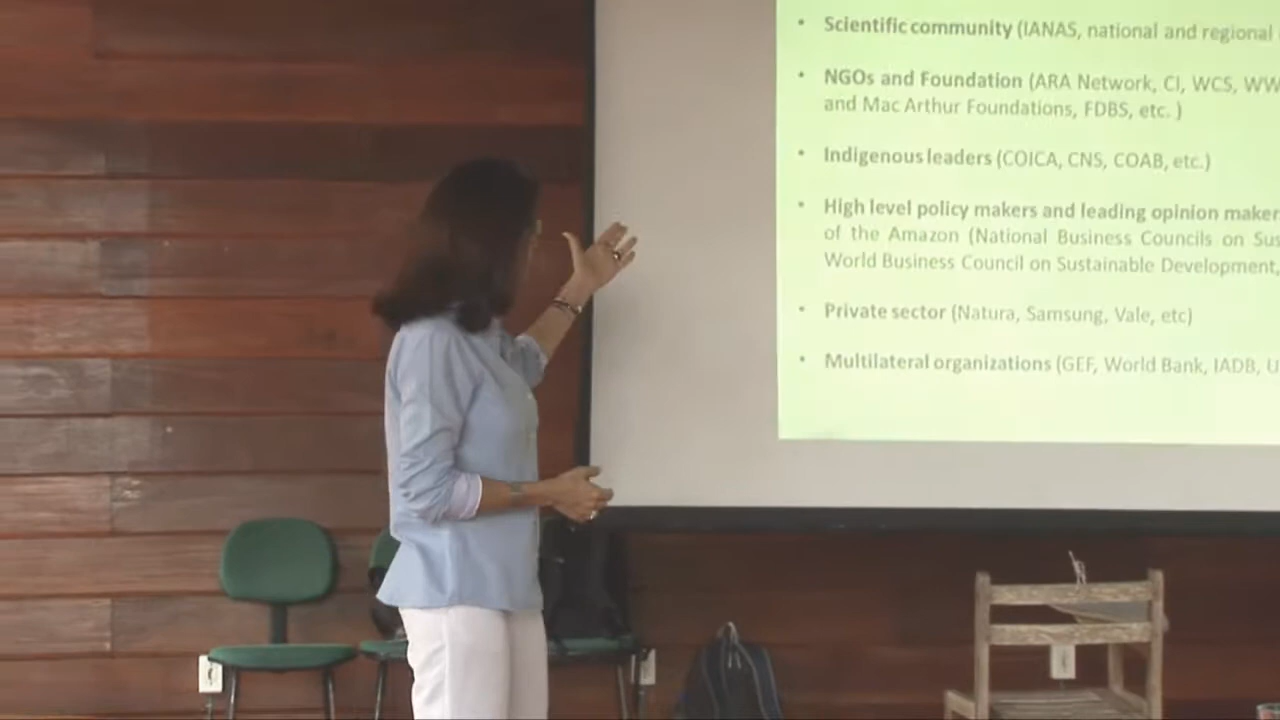 • Scientific community (IANAS, national and regional
• NGOs and Foundation (ARA Network, CI, WCS, WW
and Mac Arthur Foundations, FDBS, etc. )
• Indigenous leaders (COICA, CNS, COAB, etc.)
• High level policy makers and leading opinion maker
of the Amazon (National Business Councils on Sus
World Business Council on Sustainable Development,
• Private sector (Natura, Samsung, Vale, etc)
• Multilateral organizations (GEF, World Bank, IADB, U